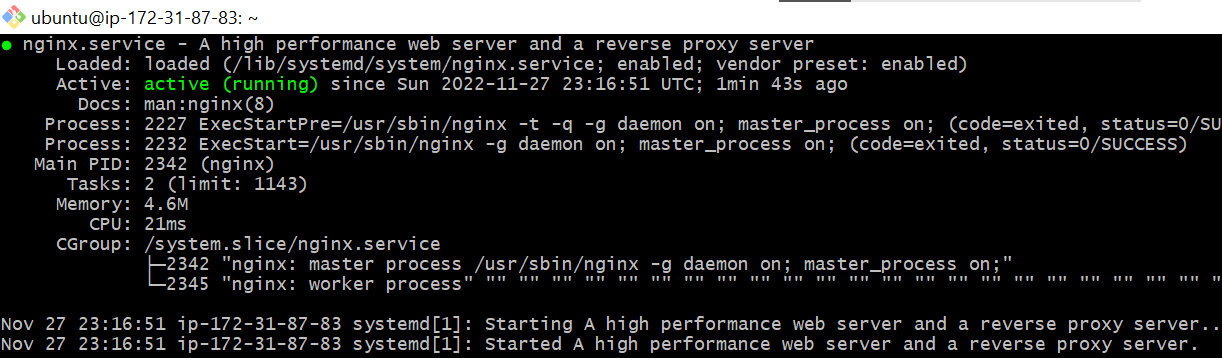 ubuntu@ip-172-31-87-83: ~
● nginx.service - A high performance web server and a reverse proxy server
Loaded: loaded (/lib/systemd/system/nginx.service; enabled; vendor preset: enabled)
Active: active (running) since Sun 2022-11-27 23:16:51 UTC; 1min 43s ago
Docs: man:nginx(8)
Process: 2227 ExecStartPre=/usr/sbin/nginx -t -q -g daemon on; master_process on; (code=exited, status=0/SU
Process: 2232 ExecStart=/usr/sbin/nginx -g daemon on; master_process on; (code=exited, status=0/SUCCESS)
Main PID: 2342 (nginx)
Tasks: 2 (limit: 1143)
Memory: 4.6M
CPU: 21ms
CGroup: /system.slice/nginx.service
├─2342 "nginx: master process /usr/sbin/nginx -g daemon on; master_process on;"
└─2345 "nginx: worker process" "" "" "" "" "" "" "" "" "" "" "" "" "" "" "" "" "" "" "" "" "" "

Nov 27 23:16:51 ip-172-31-87-83 systemd[1]: Starting A high performance web server and a reverse proxy server..
Nov 27 23:16:51 ip-172-31-87-83 systemd[1]: Started A high performance web server and a reverse proxy server.